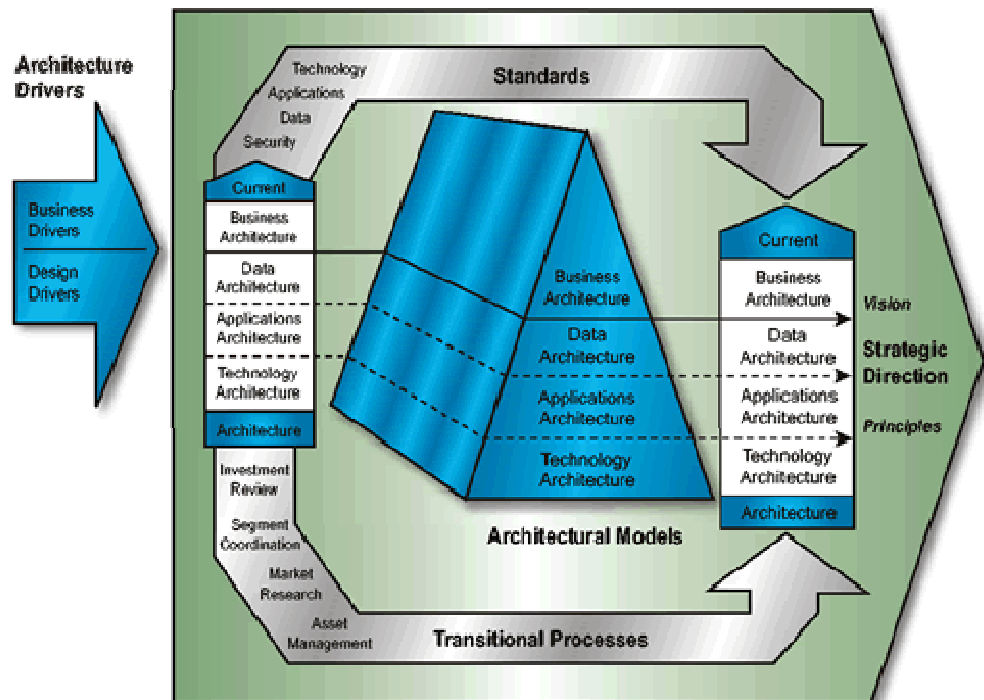 Architecture
Drivers
Business
Drivers
Design
Drivers
Technology
Applications
Data
Security
Standards
Current
Business
Architecture
Data
Architecture
Applications
Architecture
Technology
Architecture
Architecture
Investment
Review
Segment
Coordination
Market
Research
Asset
Management
Transitional Processes
Business
Architecture
Data
Architecture
Applications
Architecture
Technology
Architecture
Architectural Models
Current
Business
Architecture
Data
Architecture
Applications
Architecture
Technology
Architecture
Architecture
Vision
Strategic
Direction
Principles